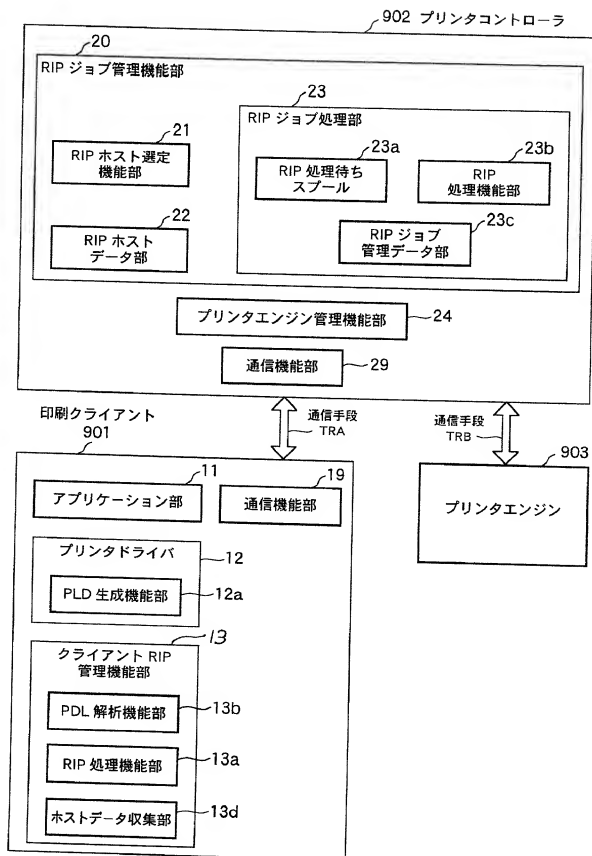 902 プリンタコントローラ
20
RIP ジョブ管理機能部
23
RIP ジョブ処理部
21
RIP ホスト選定
機能部
23a
RIP 処理待ち
スプール
23b
RIP
処理機能部
22
RIP ホスト
データ部
23c
RIP ジョブ
管理データ部
プリンタエンジン管理機能部
24
通信機能部
29
印刷クライアント
901
通信手段
TRA
通信手段
TRB
903
プリンタエンジン
11
アプリケーション部
19
通信機能部
プリンタドライバ
12
PLD 生成機能部
12a
13
クライアント RIP
管理機能部
PDL 解析機能部
13b
RIP 処理機能部
13a
ホストデータ収集部
13d